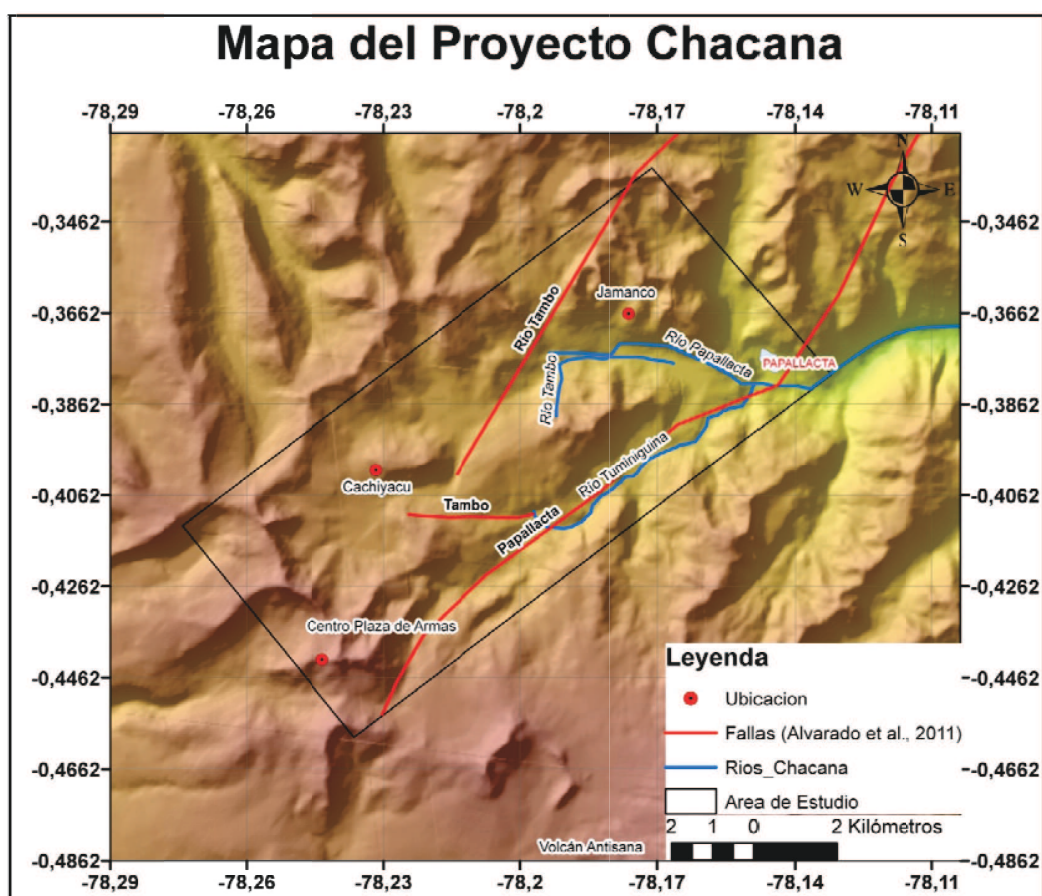 Mapa del Proyecto Chacana
-78,29 -78,26 -78,23 -78,2 -78,17 -78,14 -78,11
N
W E
S
-0,3462 -0,3462
Jamanco
-0,3662 -0,3662
Rio Tambo
Rio Papallacta
PAPALLACTA
Rio Tambo
-0,3862 -0,3862
Cachiyacu
Rio Tuminiguina
-0,4062 -0,4062
Tambo
Papallacta
-0,4262 -0,4262
Centro Plaza de Armas
-0,4462 -0,4462
Leyenda
Ubicacion
Fallas (Alvarado et al., 2011)
Rios_Chacana
-0,4662 -0,4662
Area de Estudio
2 1 0 2 Kilómetros
Volcán Antisana
-0,4862 -0,4862
-78,29 -78,26 -78,23 -78,2 -78,17 -78,14 -78,11